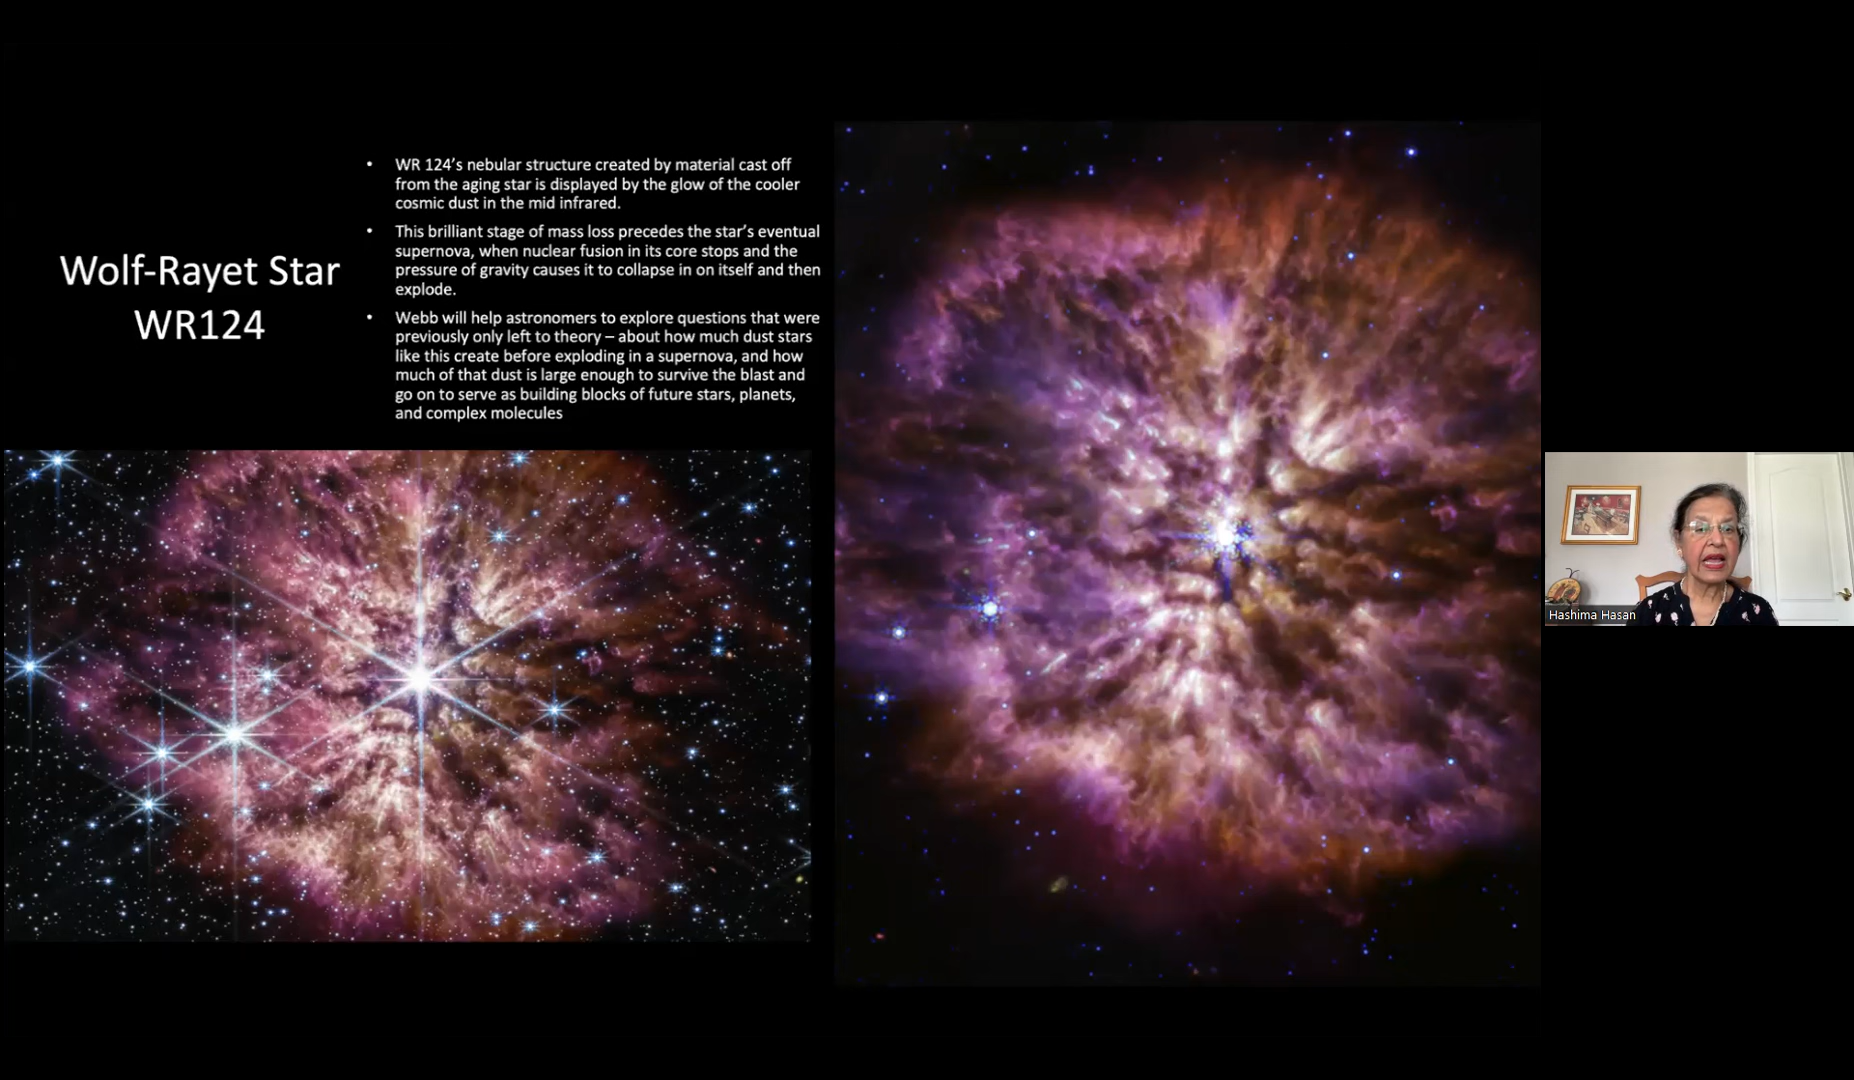 Wolf-Rayet Star
WR124
• WR 124’s nebular structure created by material cast off
from the aging star is displayed by the glow of the cooler
cosmic dust in the mid infrared.
• This brilliant stage of mass loss precedes the star’s eventual
supernova, when nuclear fusion in its core stops and the
pressure of gravity causes it to collapse in on itself and then
explode.
• Webb will help astronomers to explore questions that were
previously only left to theory – about how much dust stars
like this create before exploding in a supernova, and how
much of that dust is large enough to survive the blast and
go on to serve as building blocks of future stars, planets,
and complex molecules
Hashima Hasan